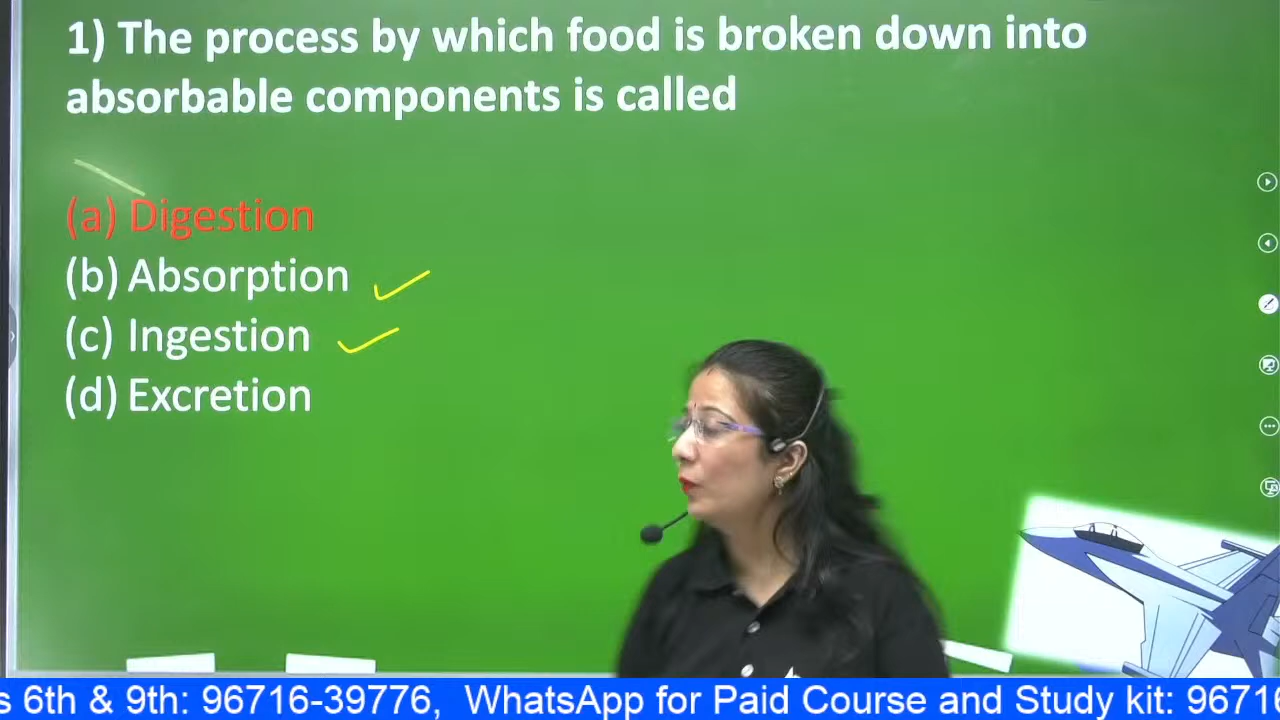 1) The process by which food is broken down into
absorbable components is called
(a) Digestion
(b) Absorption
(c) Ingestion
(d) Excretion
s 6th & 9th: 96716-39776, WhatsApp for Paid Course and Study kit: 9671